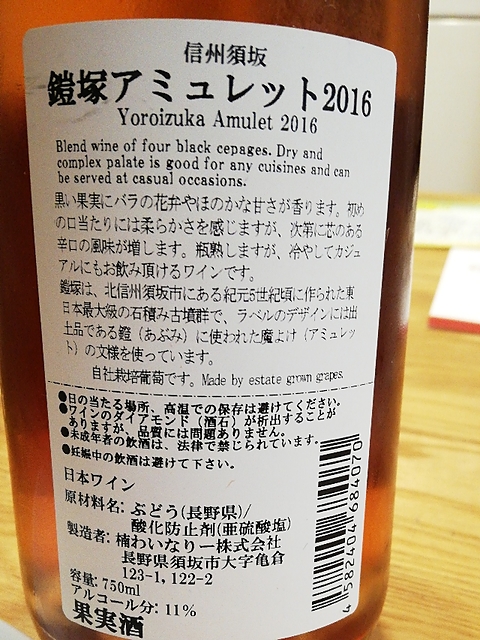 信州須坂
鎧塚アミュレット2016
Yoroizuka Amulet 2016
Blend wine of four black cepages. Dry and
complex palate is good for any cuisines and can
be served at casual occasions.
黒い果実にバラの花弁やほのかな甘さが香ります。初め
の口当たりには柔らかさを感じますが、次第に芯のある
辛口の風味が増します。瓶熟しますが、冷やしてカジュ
アルにもお飲み頂けるワインです。
鎧塚は、北信州須坂市にある紀元5世紀頃に作られた東
日本最大級の石積み古墳群で、ラベルのデザインには出
土品である鐙（あぶみ）に使われた魔よけ（アミュレッ
ト）の文様を使っています。
自社栽培葡萄です。Made by estate grown grapes.
●日の当たる場所、高温での保存は避けてください。
●ワインのダイアモンド（酒石）が析出することが
ありますが、品質には問題ありません。
●未成年者の飲酒は、法律で禁じられています。
●妊娠中の飲酒は避けて下さい。
日本ワイン
原材料名: ぶどう(長野県)/
酸化防止剤(亜硫酸塩)
製造者: 楠わいなりー株式会社
長野県須坂市大字亀倉
123-1, 122-2
容量: 750ml
アルコール分: 11%
果実酒
4 582404 684070